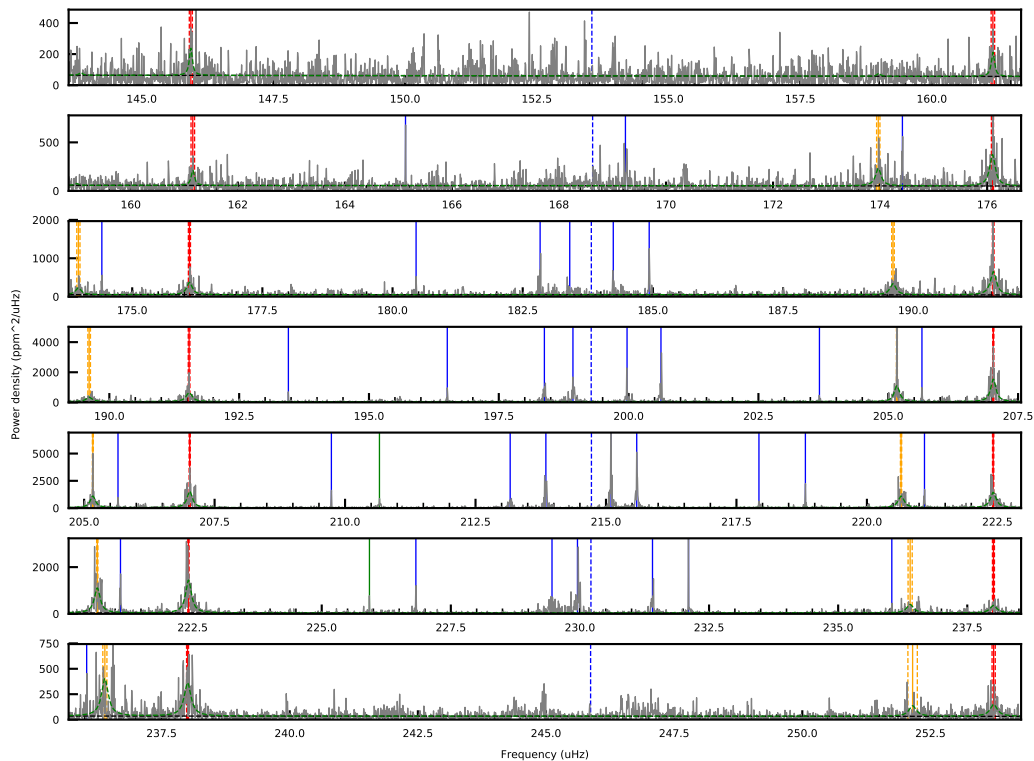 400
200
0
145.0 147.5 150.0 152.5 155.0 157.5 160.0
500
0
160 162 164 166 168 170 172 174 176
2000
1000
0
175.0 177.5 180.0 182.5 185.0 187.5 190.0
4000
2000
0
190.0 192.5 195.0 197.5 200.0 202.5 205.0 207.5
Power density (ppm^2/uHz)
5000
2500
0
205.0 207.5 210.0 212.5 215.0 217.5 220.0 222.5
2000
0
222.5 225.0 227.5 230.0 232.5 235.0 237.5
750
500
250
0
237.5 240.0 242.5 245.0 247.5 250.0 252.5
Frequency (uHz)